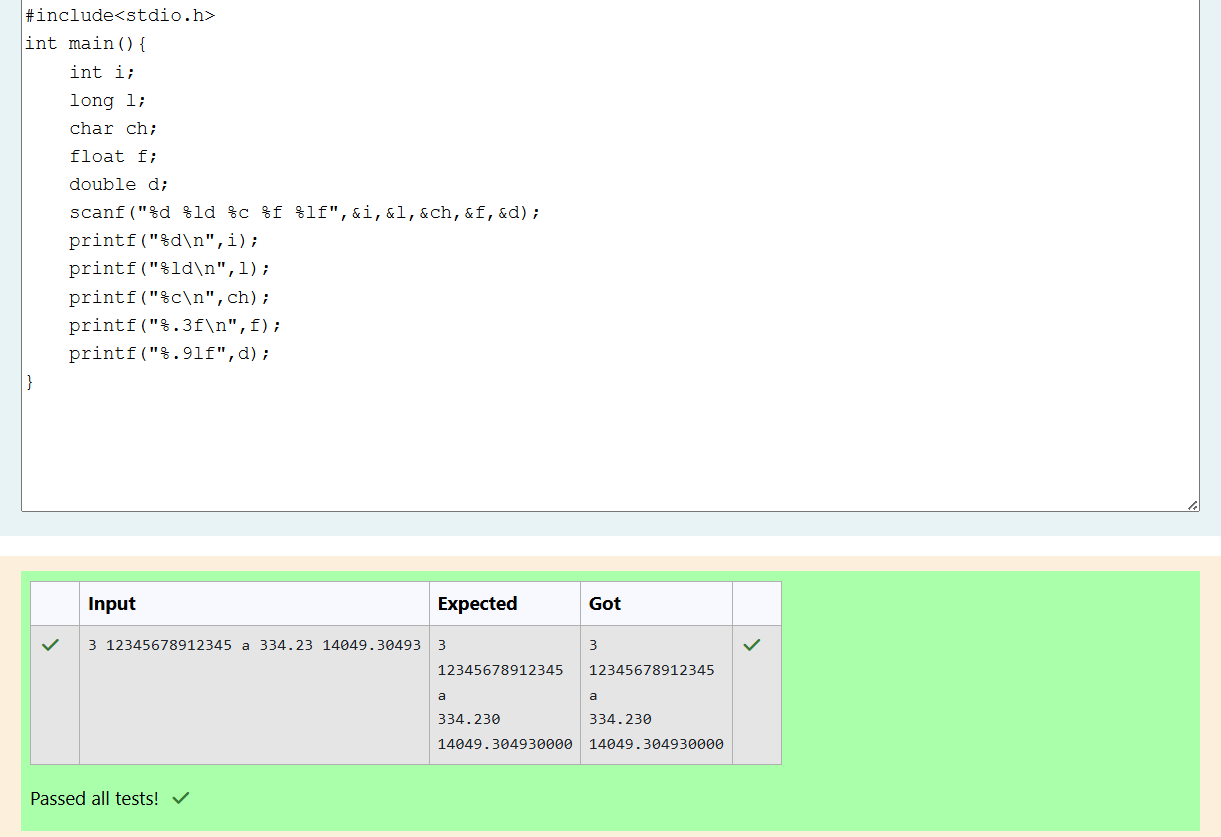 #include<stdio.h>
int main(){
    int i;
    long l;
    char ch;
    float f;
    double d;
    scanf("%d %ld %c %f %lf",&i,&l,&ch,&f,&d);
    printf("%d\n",i);
    printf("%ld\n",l);
    printf("%c\n",ch);
    printf("%.3f\n",f);
    printf("%.9lf",d);
}
Input Expected Got
3 12345678912345 a 334.23 14049.30493 3 3
12345678912345 12345678912345
a a
334.230 334.230
14049.304930000 14049.304930000
Passed all tests!